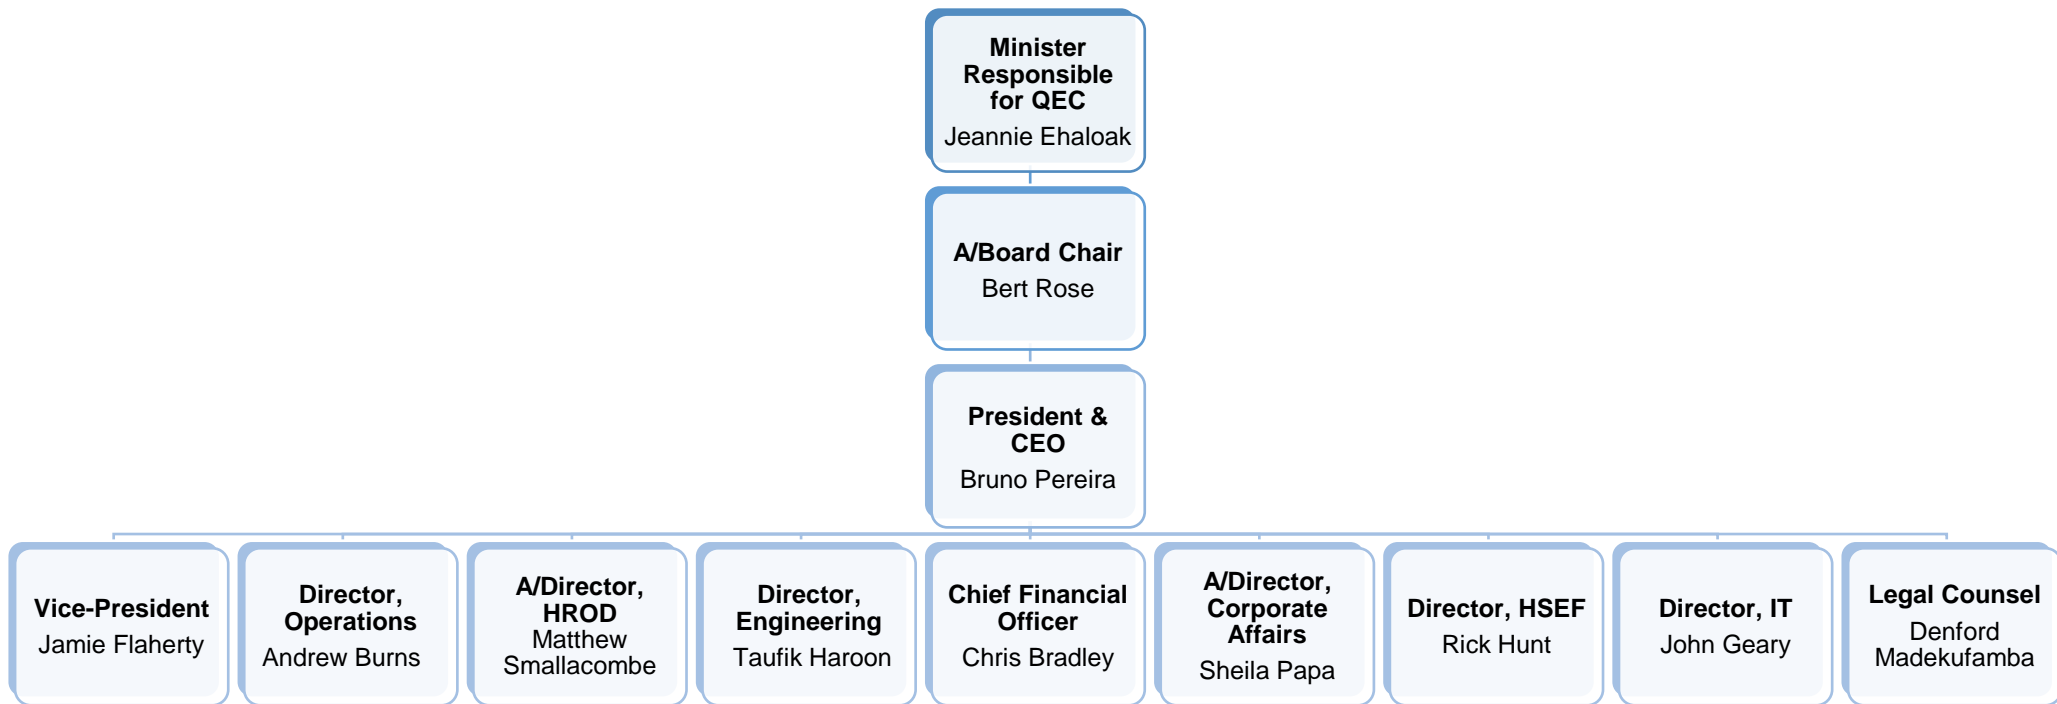 Minister
Responsible
for QEC
Jeannie Ehaloak
A/Board Chair
Bert Rose
President &
CEO
Bruno Pereira
Vice-President
Jamie Flaherty
Director,
Operations
Andrew Burns
A/Director,
HROD
Matthew
Smallacombe
Director,
Engineering
Taufik Haroon
Chief Financial
Officer
Chris Bradley
A/Director,
Corporate
Affairs
Sheila Papa
Director, HSEF
Rick Hunt
Director, IT
John Geary
Legal Counsel
Denford
Madekufamba